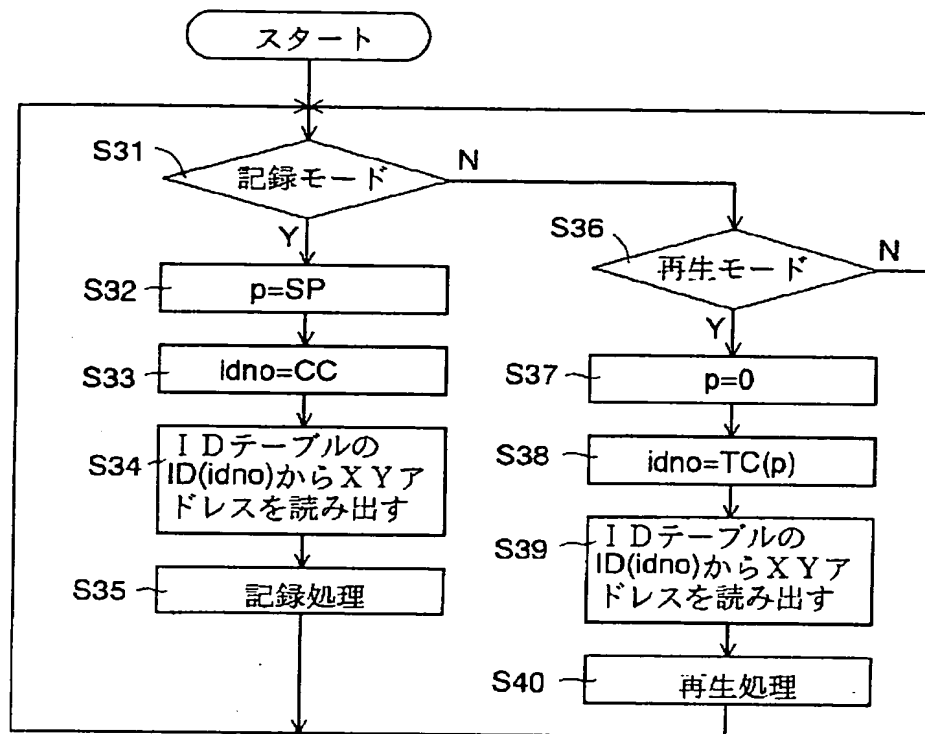 スタート
S31
記録モード
N
Y
S32
p=SP
S33
idno=CC
S34
ＩＤテーブルの
ID(idno)からＸＹア
ドレスを読み出す
S35
記録処理
S36
再生モード
N
Y
S37
p=0
S38
idno=TC(p)
S39
ＩＤテーブルの
ID(idno)からＸＹア
ドレスを読み出す
S40
再生処理